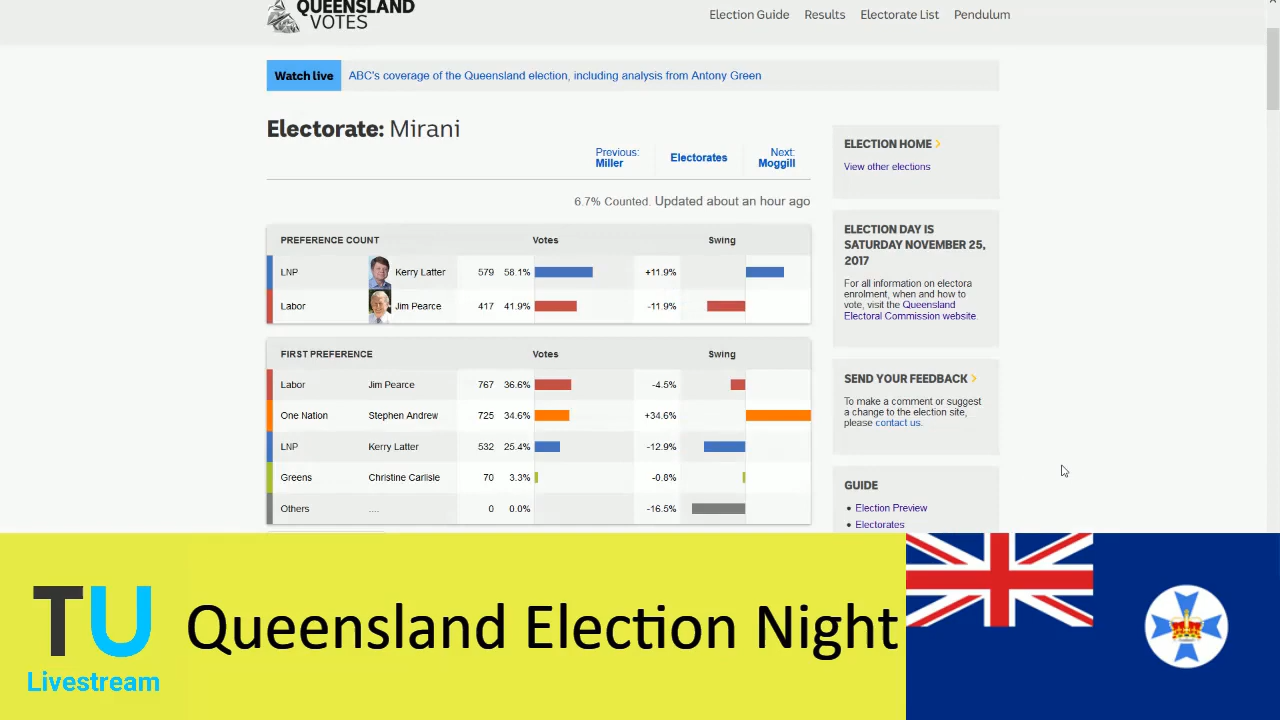 QUEENSLAND
VOTES
Election Guide Results Electorate List Pendulum
Watch live ABC's coverage of the Queensland election, including analysis from Antony Green
Electorate: Mirani
Previous: Miller
Electorates
Next: Moggill
6.7% Counted. Updated about an hour ago
PREFERENCE COUNT Votes Swing
LNP Kerry Latter 579 58.1% +11.9%
Labor Jim Pearce 417 41.9% -11.9%
FIRST PREFERENCE Votes Swing
Labor Jim Pearce 767 36.6% -4.5%
One Nation Stephen Andrew 725 34.6% +34.6%
LNP Kerry Latter 532 25.4% -12.9%
Greens Christine Carlisle 70 3.3% -0.8%
Others .... 0 0.0% -16.5%
ELECTION HOME
View other elections
ELECTION DAY IS
SATURDAY NOVEMBER 25,
2017
For all information on electora
enrolment, when and how to
vote, visit the Queensland
Electoral Commission website
SEND YOUR FEEDBACK
To make a comment or suggest
a change to the election site,
please contact us.
GUIDE
• Election Preview
• Electorates
TU
Livestream
Queensland Election Night